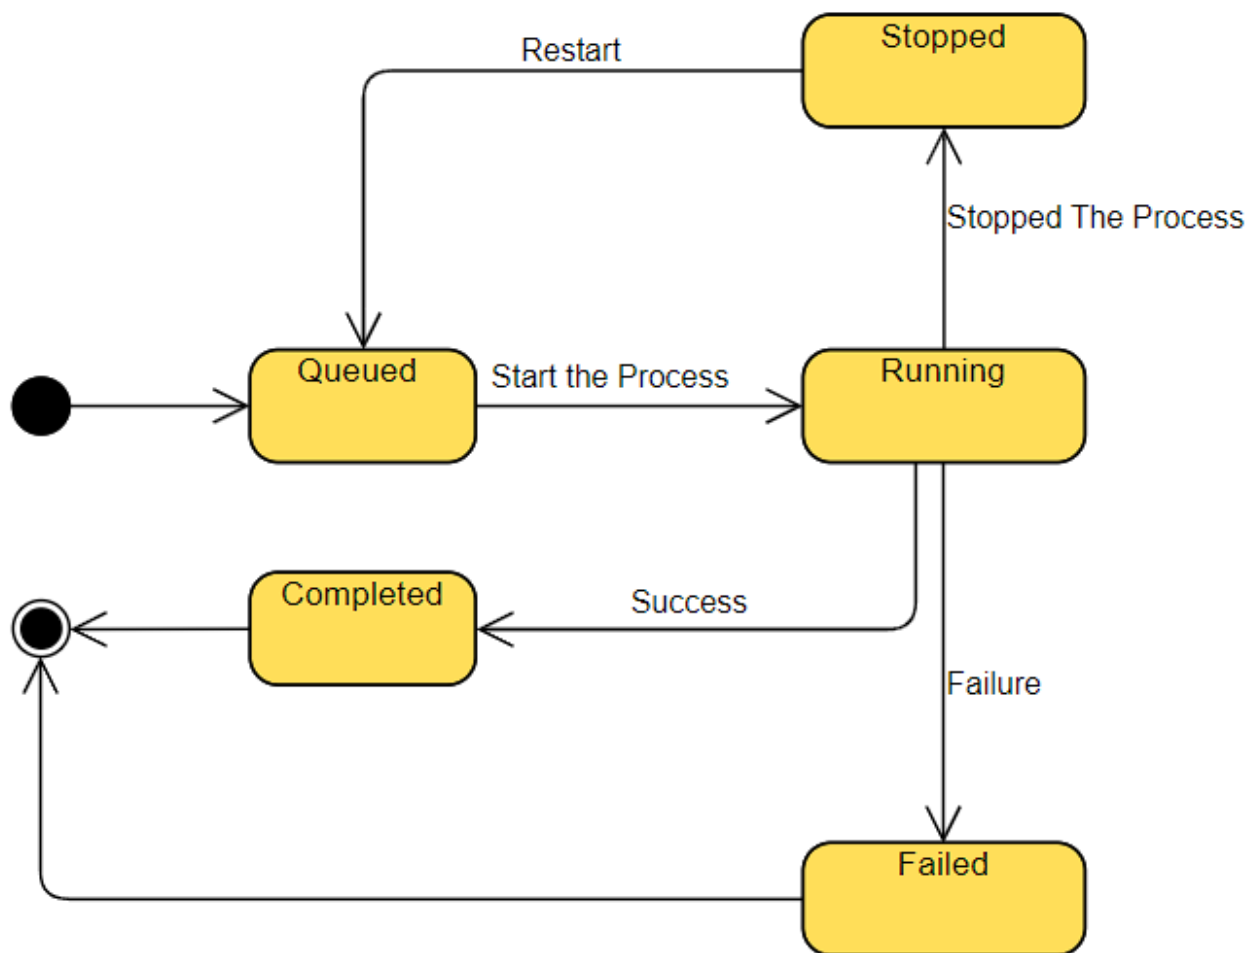 Stopped
Restart
Stopped The Process
Queued
Start the Process
Running
Completed
Success
Failure
Failed